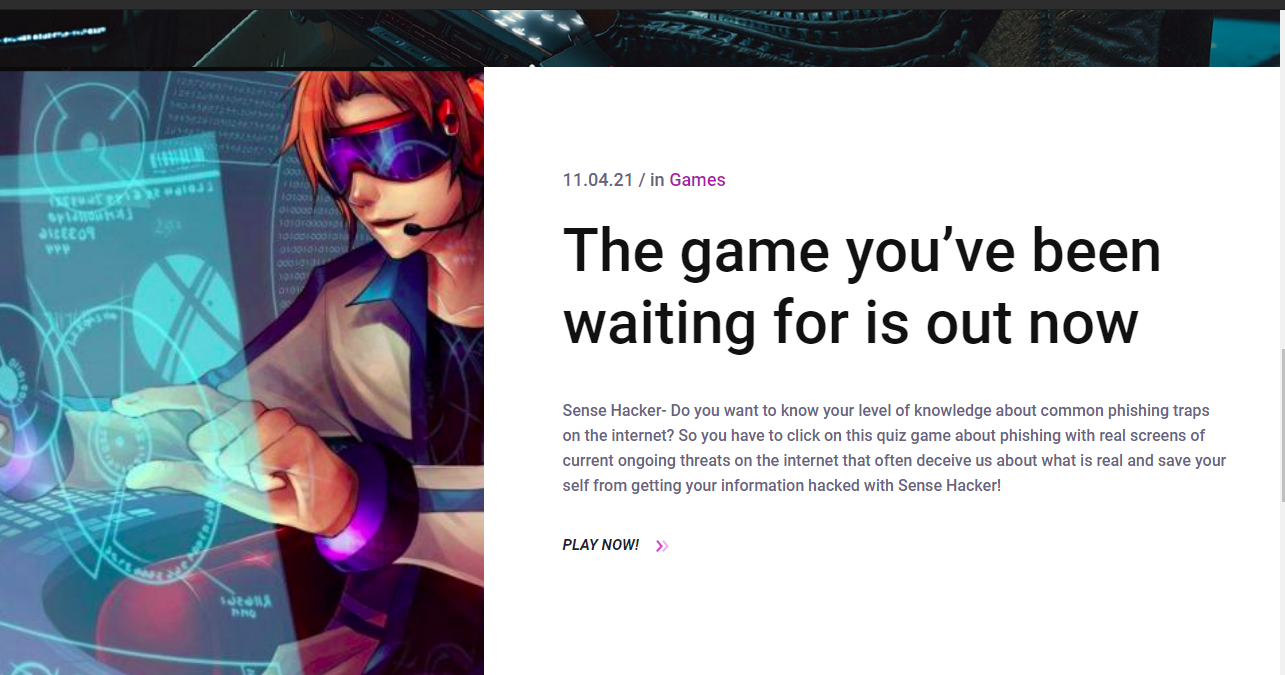 11.04.21 / in Games
The game you’ve been
waiting for is out now
Sense Hacker- Do you want to know your level of knowledge about common phishing traps
on the internet? So you have to click on this quiz game about phishing with real screens of
current ongoing threats on the internet that often deceive us about what is real and save your
self from getting your information hacked with Sense Hacker!
PLAY NOW!